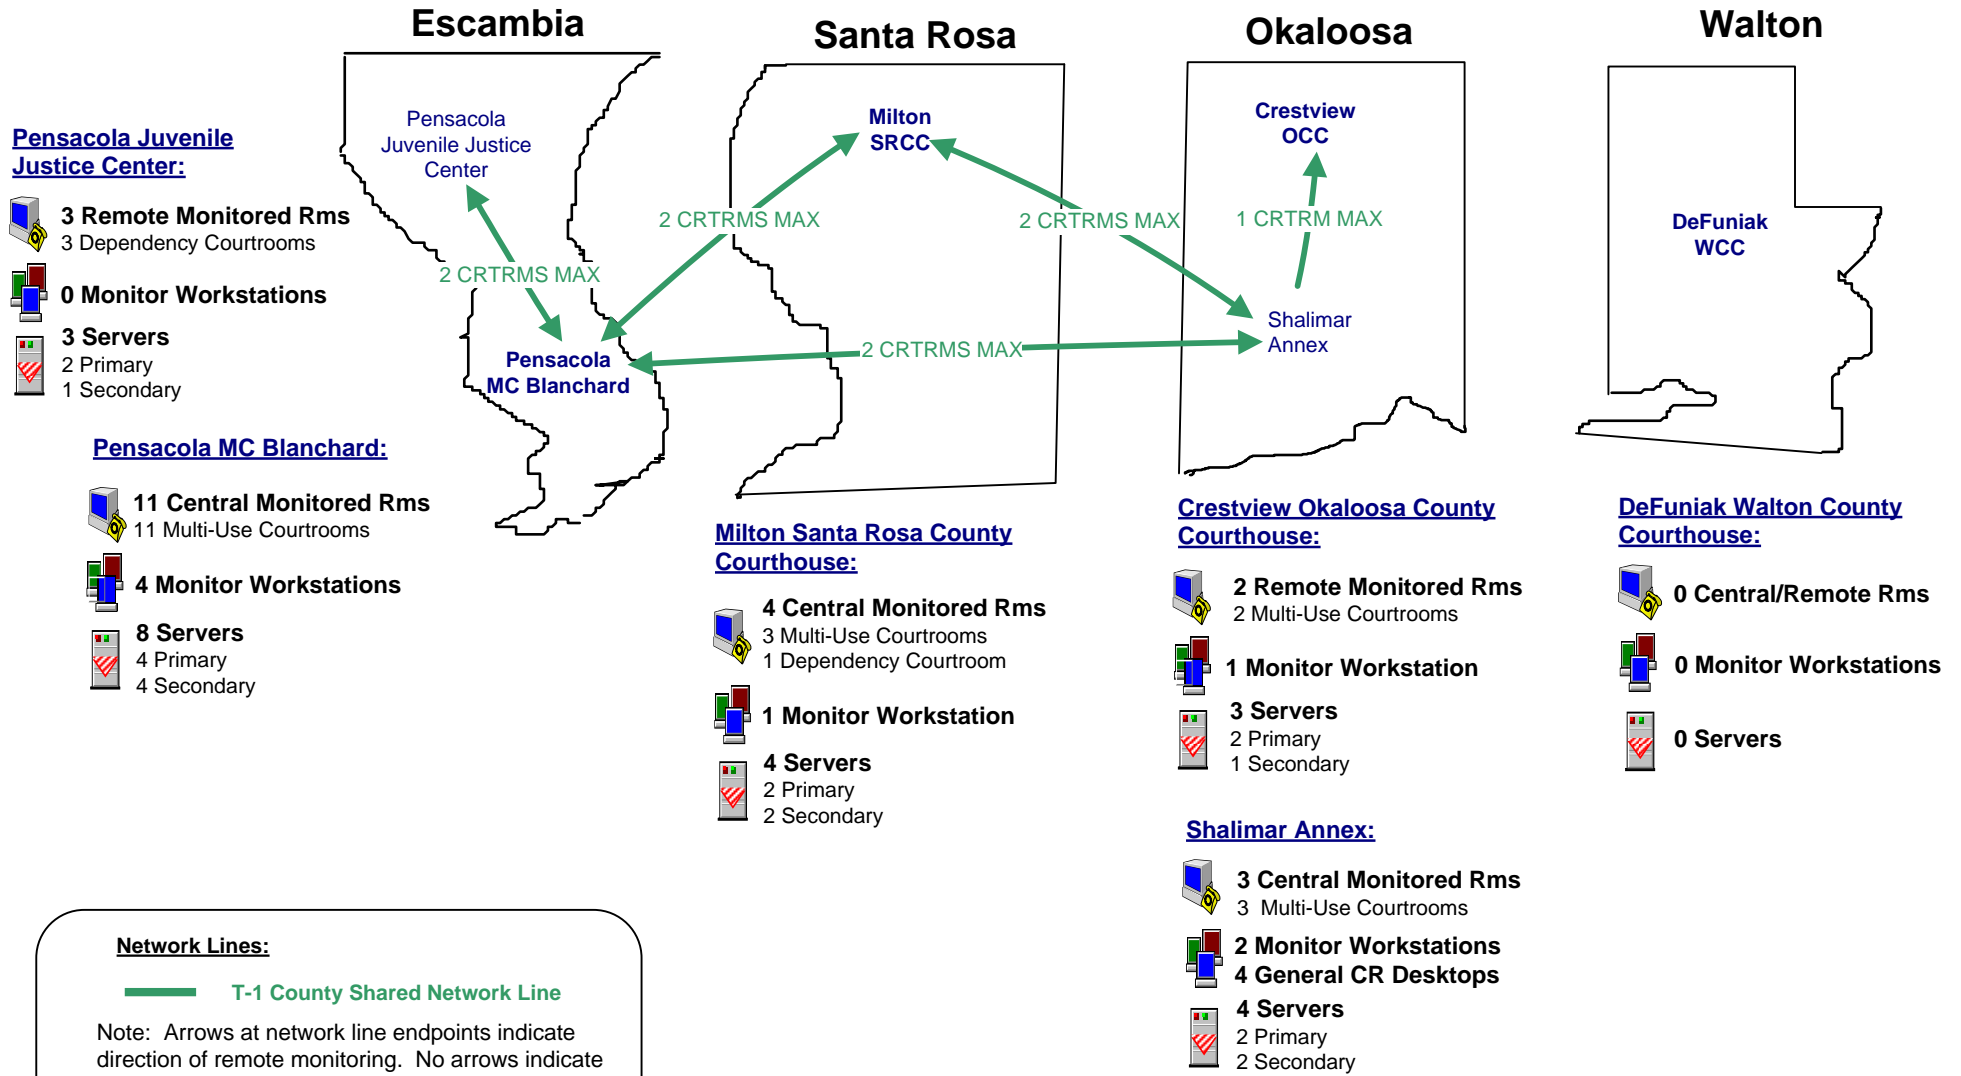 Escambia
Santa Rosa
Okaloosa
Walton
Pensacola
Juvenile Justice
Center
Milton
SRCC
Crestview
OCC
DeFuniak
WCC
2 CRTRMS MAX
2 CRTRMS MAX
1 CRTRM MAX
2 CRTRMS MAX
Shalimar
Annex
2 CRTRMS MAX
Pensacola
MC Blanchard
Pensacola Juvenile
Justice Center:
3 Remote Monitored Rms
3 Dependency Courtrooms
0 Monitor Workstations
3 Servers
2 Primary
1 Secondary
Pensacola MC Blanchard:
11 Central Monitored Rms
11 Multi-Use Courtrooms
4 Monitor Workstations
8 Servers
4 Primary
4 Secondary
Milton Santa Rosa County
Courthouse:
4 Central Monitored Rms
3 Multi-Use Courtrooms
1 Dependency Courtroom
1 Monitor Workstation
4 Servers
2 Primary
2 Secondary
Crestview Okaloosa County
Courthouse:
2 Remote Monitored Rms
2 Multi-Use Courtrooms
1 Monitor Workstation
3 Servers
2 Primary
1 Secondary
Shalimar Annex:
3 Central Monitored Rms
3 Multi-Use Courtrooms
2 Monitor Workstations
4 General CR Desktops
4 Servers
2 Primary
2 Secondary
DeFuniak Walton County
Courthouse:
0 Central/Remote Rms
0 Monitor Workstations
0 Servers
Network Lines:
T-1 County Shared Network Line
Note: Arrows at network line endpoints indicate
direction of remote monitoring. No arrows indicate